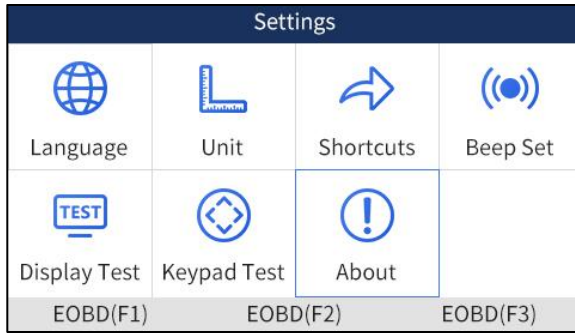 Settings
Language Unit Shortcuts Beep Set
TEST
Display Test Keypad Test About
EOBD(F1) EOBD(F2) EOBD(F3)